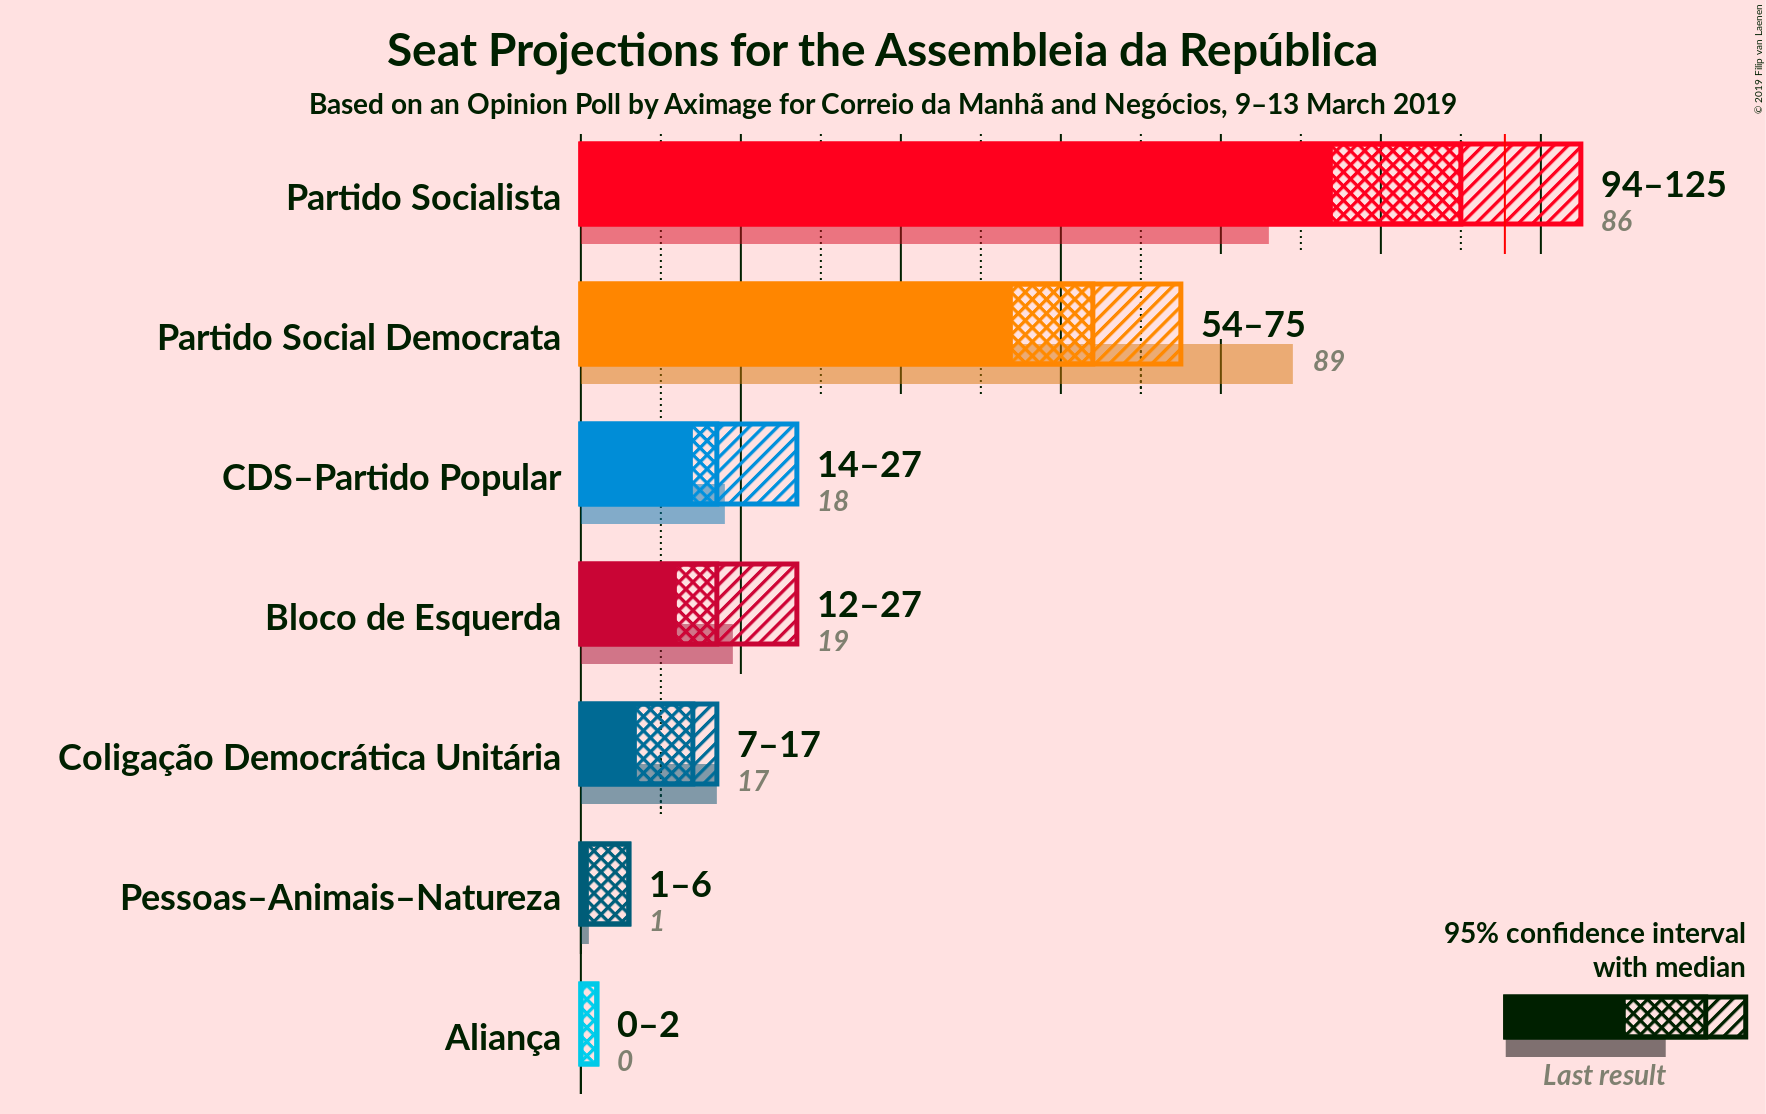 Seat Projections for the Assembleia da República
Based on an Opinion Poll by Aximage for Correio da Manhã and Negócios, 9–13 March 2019
© 2019 Filip van Laenen
Partido Socialista
94–125
86
Partido Social Democrata
54–75
89
CDS–Partido Popular
14–27
18
Bloco de Esquerda
12–27
19
Coligação Democrática Unitária
7–17
17
Pessoas–Animais–Natureza
1–6
1
Aliança
0–2
0
95% confidence interval
with median
Last result